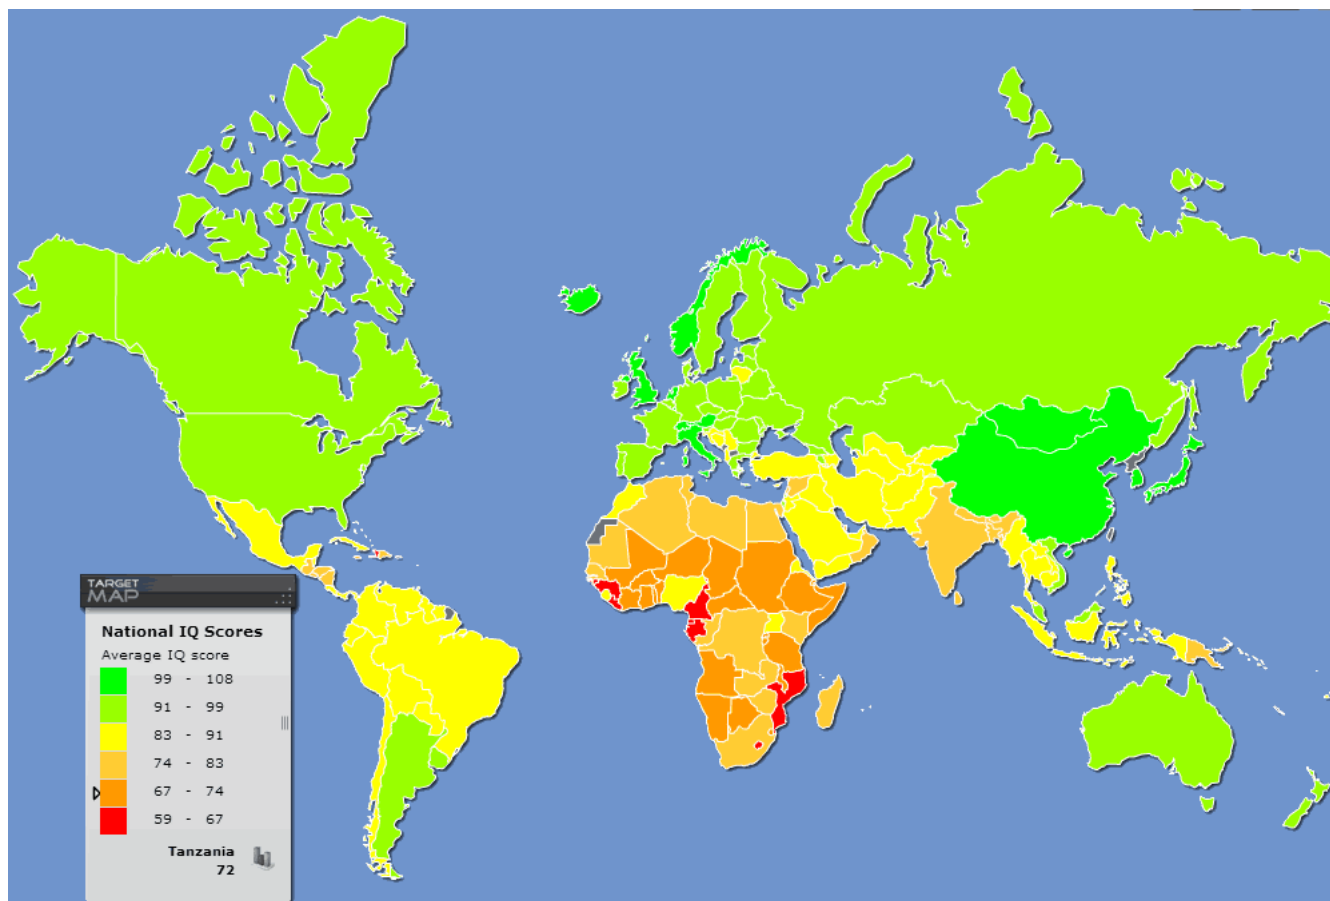 TARGET
MAP
National IQ Scores
Average IQ score
99 - 108
91 - 99
83 - 91
74 - 83
67 - 74
59 - 67
Tanzania
72